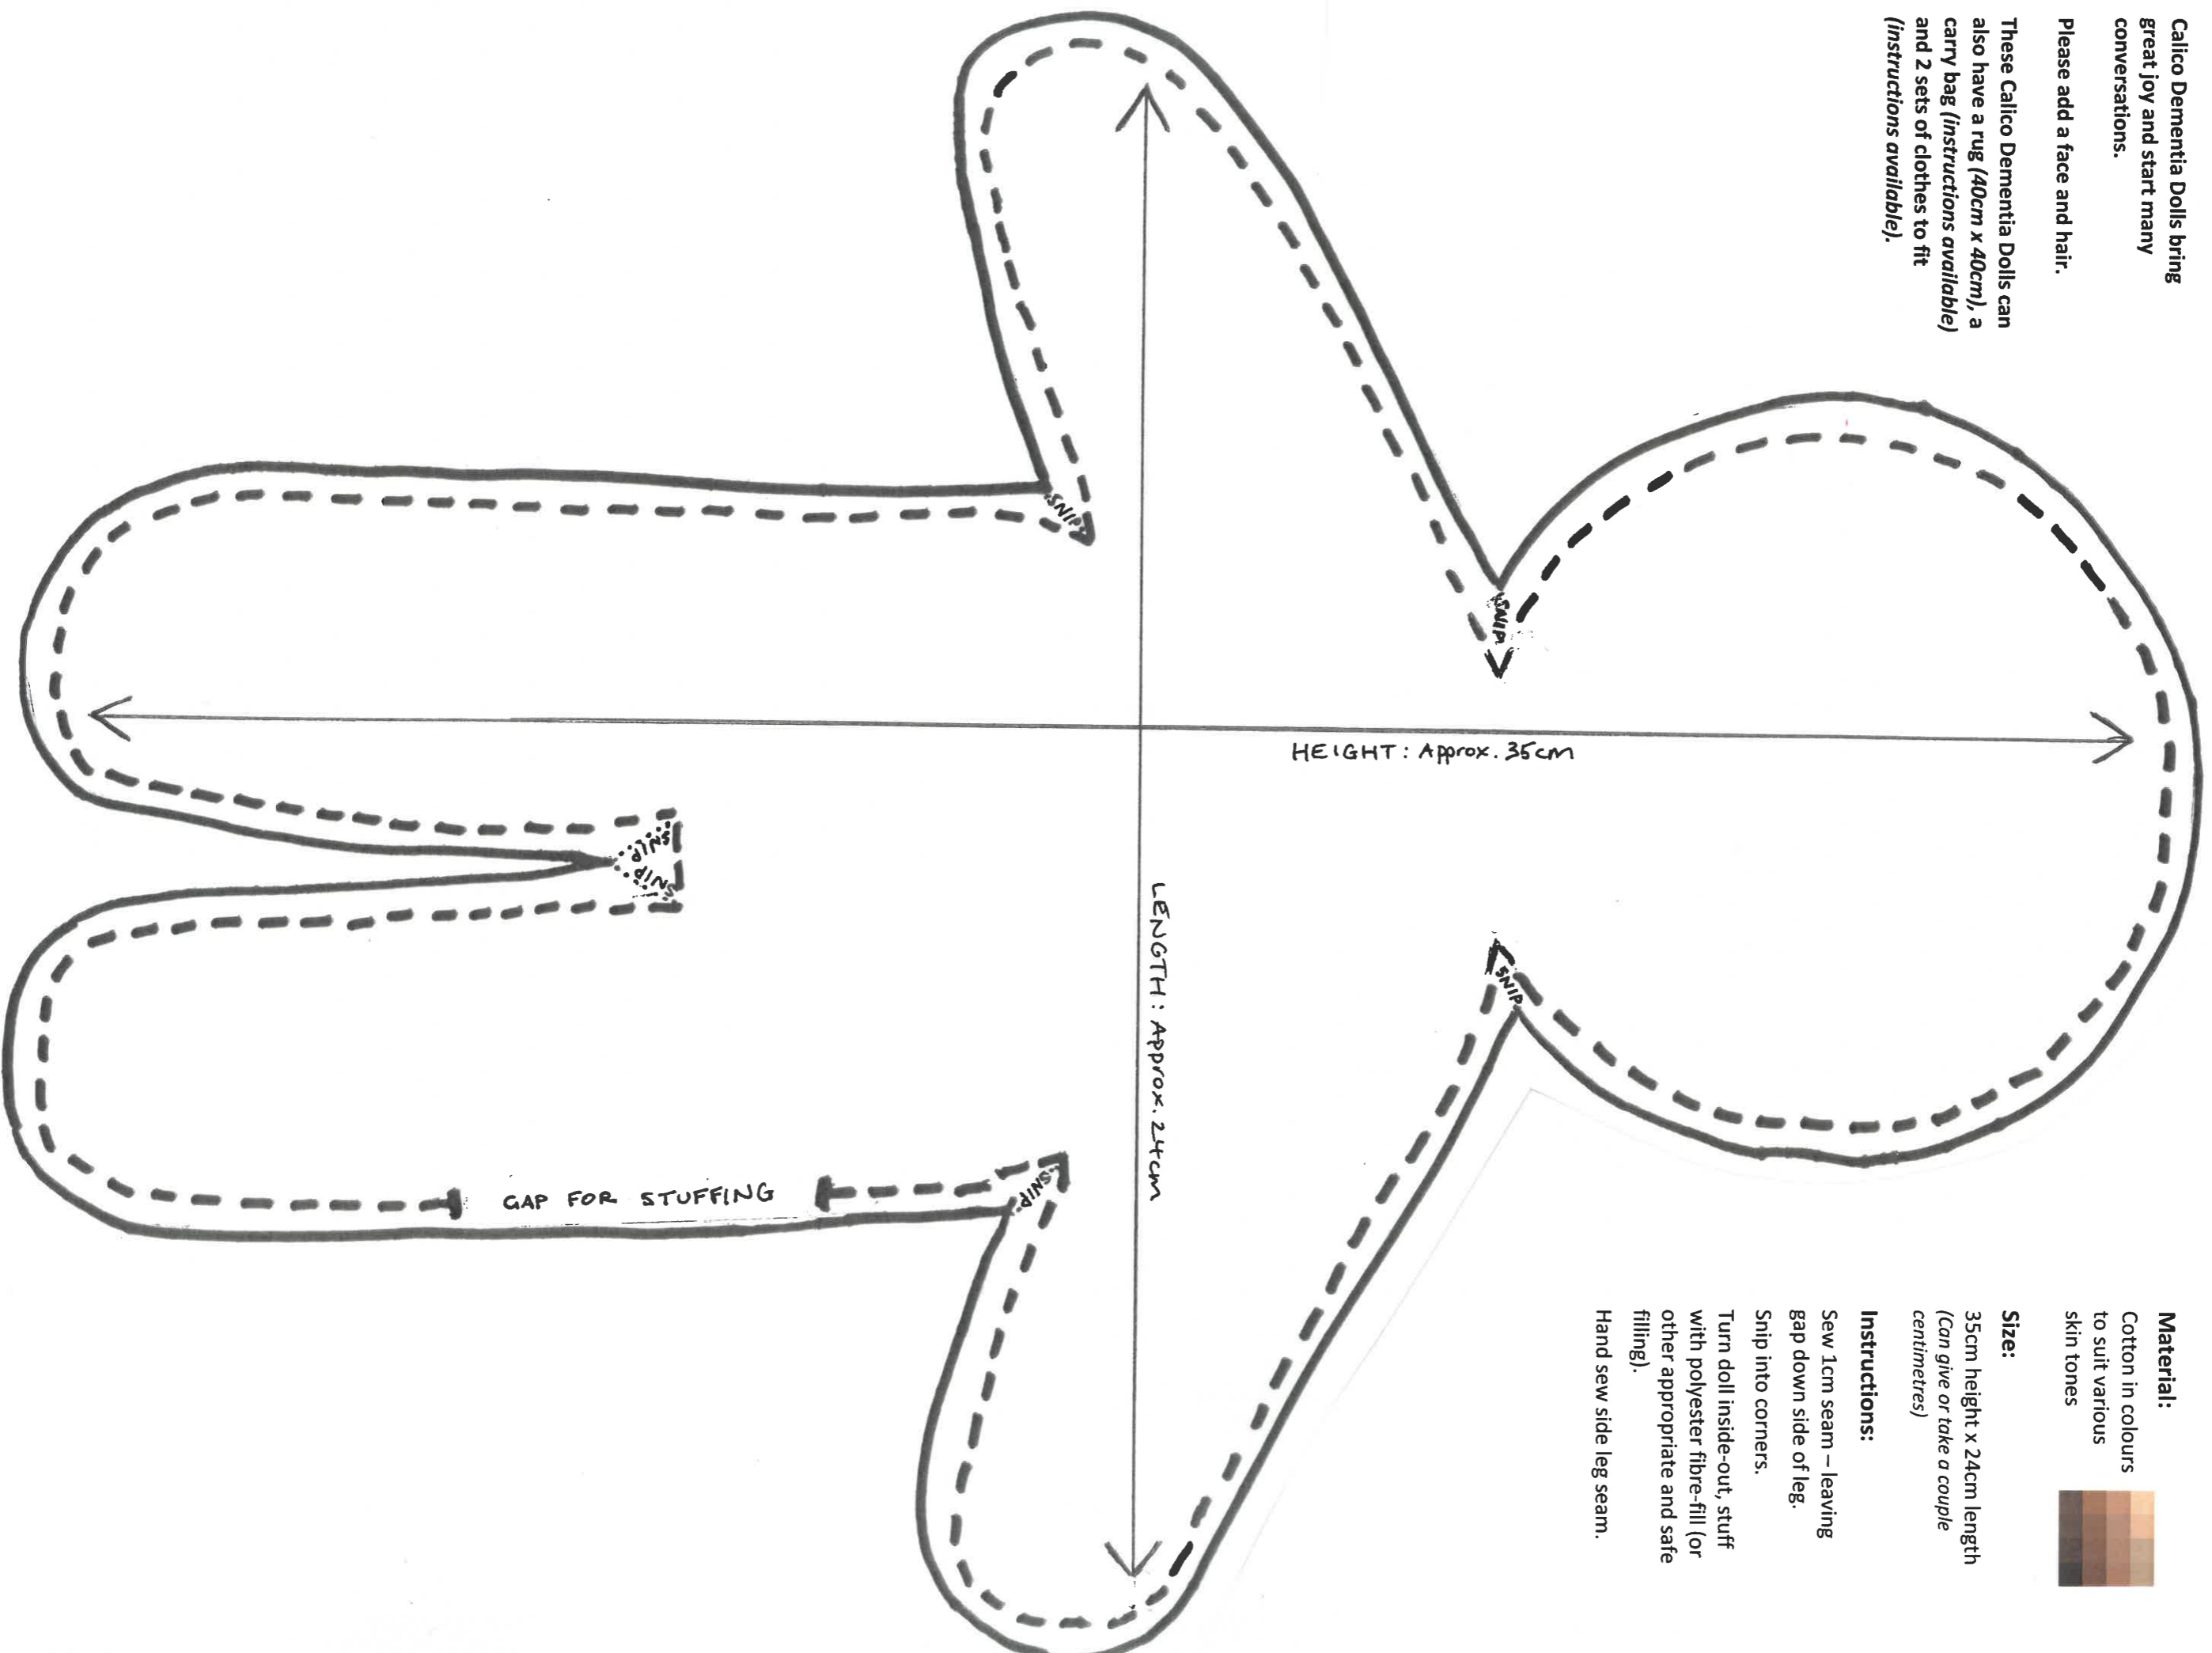 Calico Dementia Dolls bring
great joy and start many
conversations.
Please add a face and hair.
These Calico Dementia Dolls can
also have a rug (40cm x 40cm), a
carry bag (instructions available)
and 2 sets of clothes to fit
(instructions available).
Material:
Cotton in colours
to suit various
skin tones
Size:
35cm height x 24cm length
(Can give or take a couple
centimetres)
Instructions:
Sew 1cm seam – leaving
gap down side of leg.
Snip into corners.
Turn doll inside-out, stuff
with polyester fibre-fill (or
other appropriate and safe
filling).
Hand sew side leg seam.
SNIP
SNIP
HEIGHT: Approx. 35cm
SNIP
SNIP
LENGTH: Approx. 24cm
SNIP
SNIP
GAP FOR STUFFING